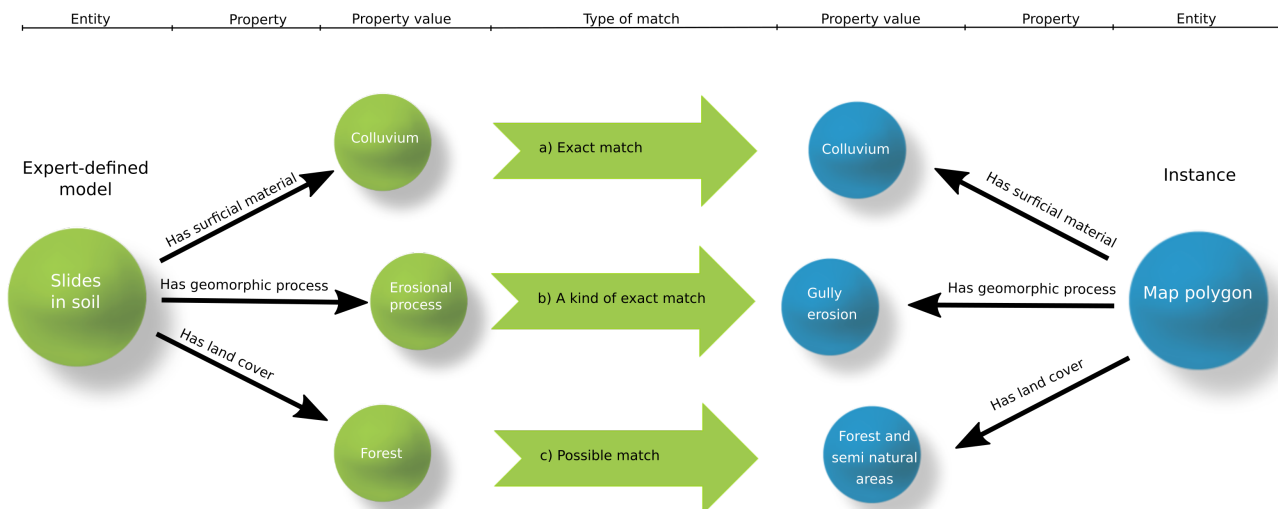 Entity Property Property value Type of match Property value Property Entity
Expert-defined
model
Slides
in soil
Has surficial material
Has geomorphic process
Has land cover
Colluvium
Erosional
process
Forest
a) Exact match
b) A kind of exact match
c) Possible match
Colluvium
Gully
erosion
Forest and
semi natural
areas
Has surficial material
Has geomorphic process
Has land cover
Instance
Map polygon